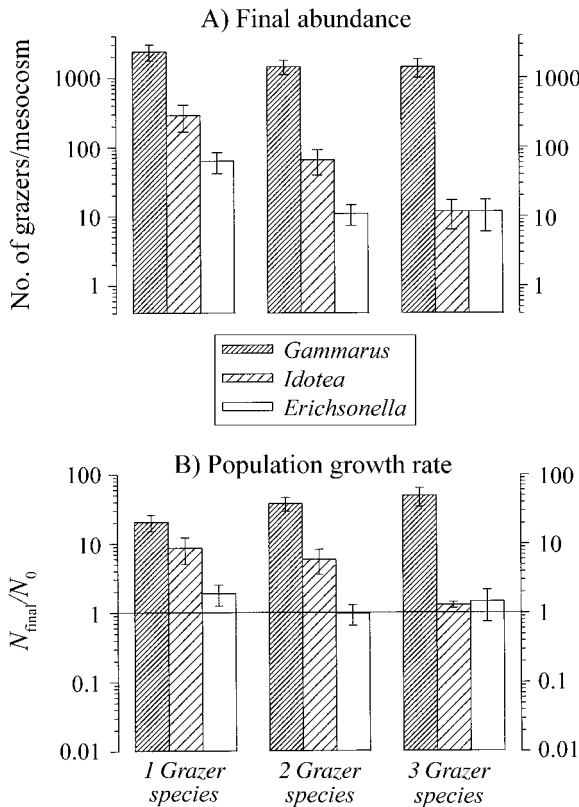 A) Final abundance
No. of grazers/mesocosm
1000
100
10
1
1000
100
10
1
Gammarus
Idotea
Erichsonella
B) Population growth rate
N_final/N_0
100
10
1
0.1
0.01
100
10
1
0.1
0.01
1 Grazer
species
2 Grazer
species
3 Grazer
species